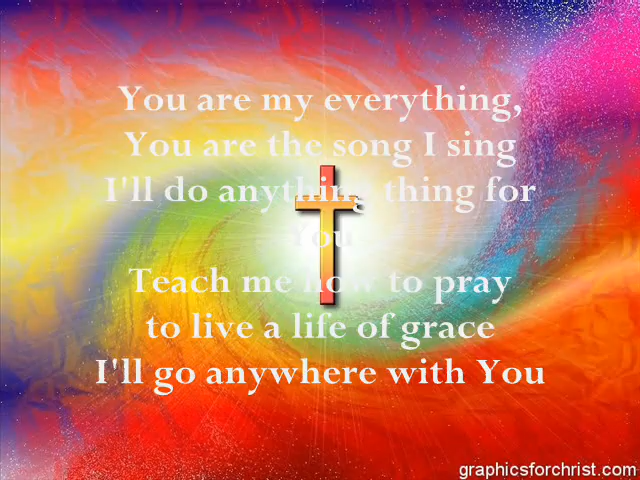 You are my everything,
You are the song I sing
I'll do anything thing for
You
Teach me how to pray
to live a life of grace
I'll go anywhere with You
graphicsforchrist.com